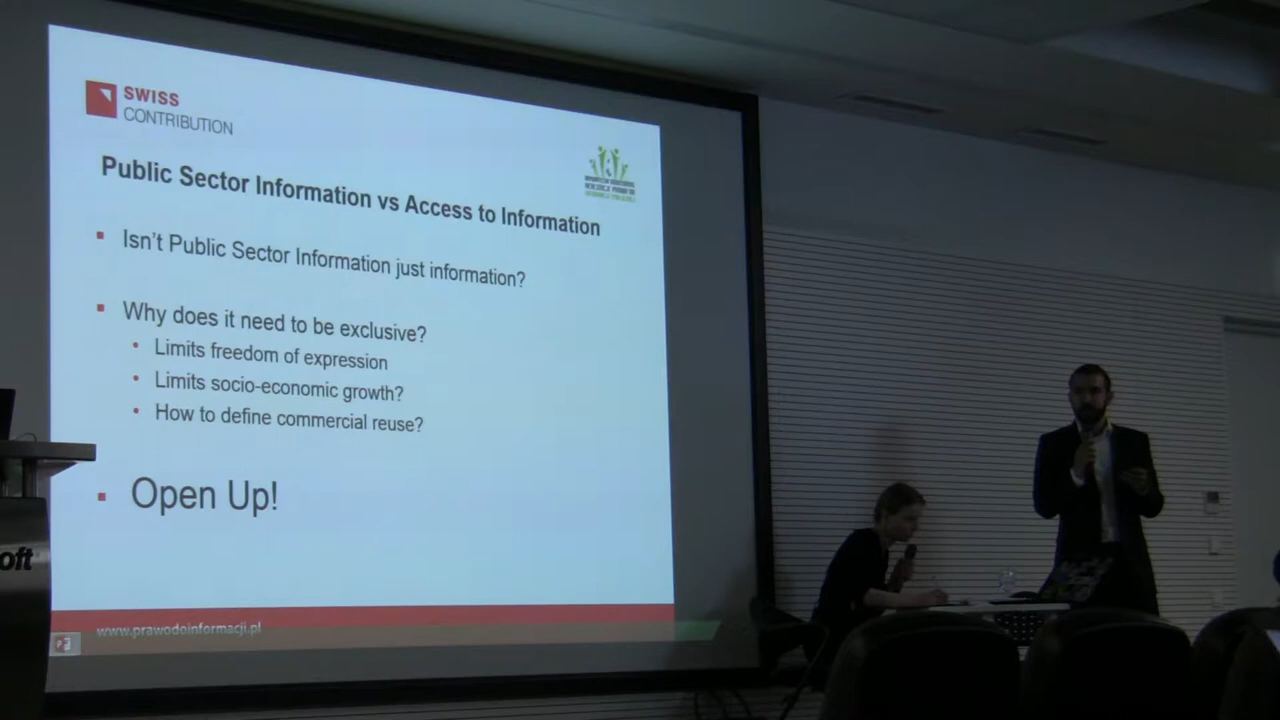 SWISS
CONTRIBUTION
Public Sector Information vs Access to Information
Isn't Public Sector Information just information?
Why does it need to be exclusive?
Limits freedom of expression
Limits socio-economic growth?
How to define commercial reuse?
Open Up!
www.prawodoinformacji.pl
oft